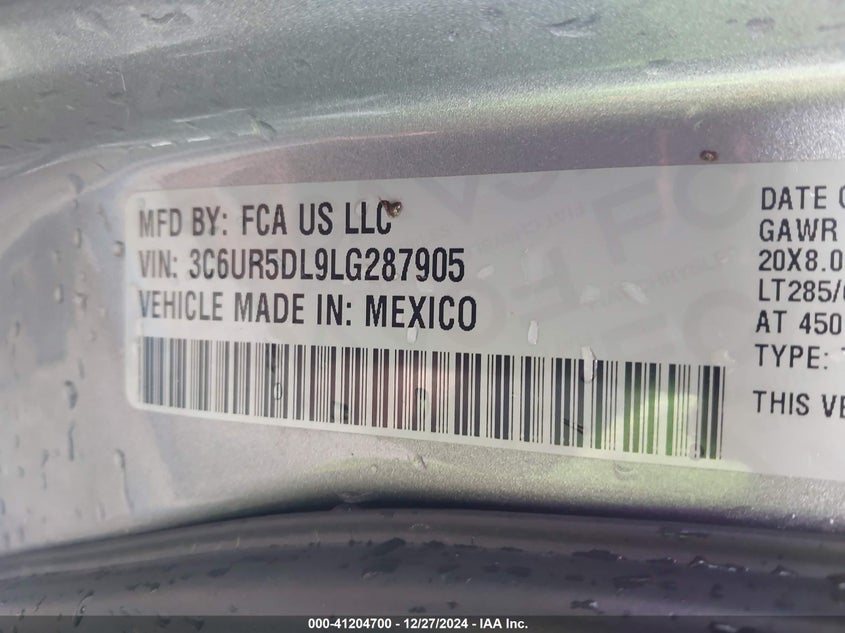 MFD BY: FCA US LLC
VIN: 3C6UR5DL9LG287905
VEHICLE MADE IN: MEXICO
DATE
GAWR
20X8.0
LT285/
AT 450
TYPE:
THIS
000-41204700 - 12/27/2024 - IAA Inc.